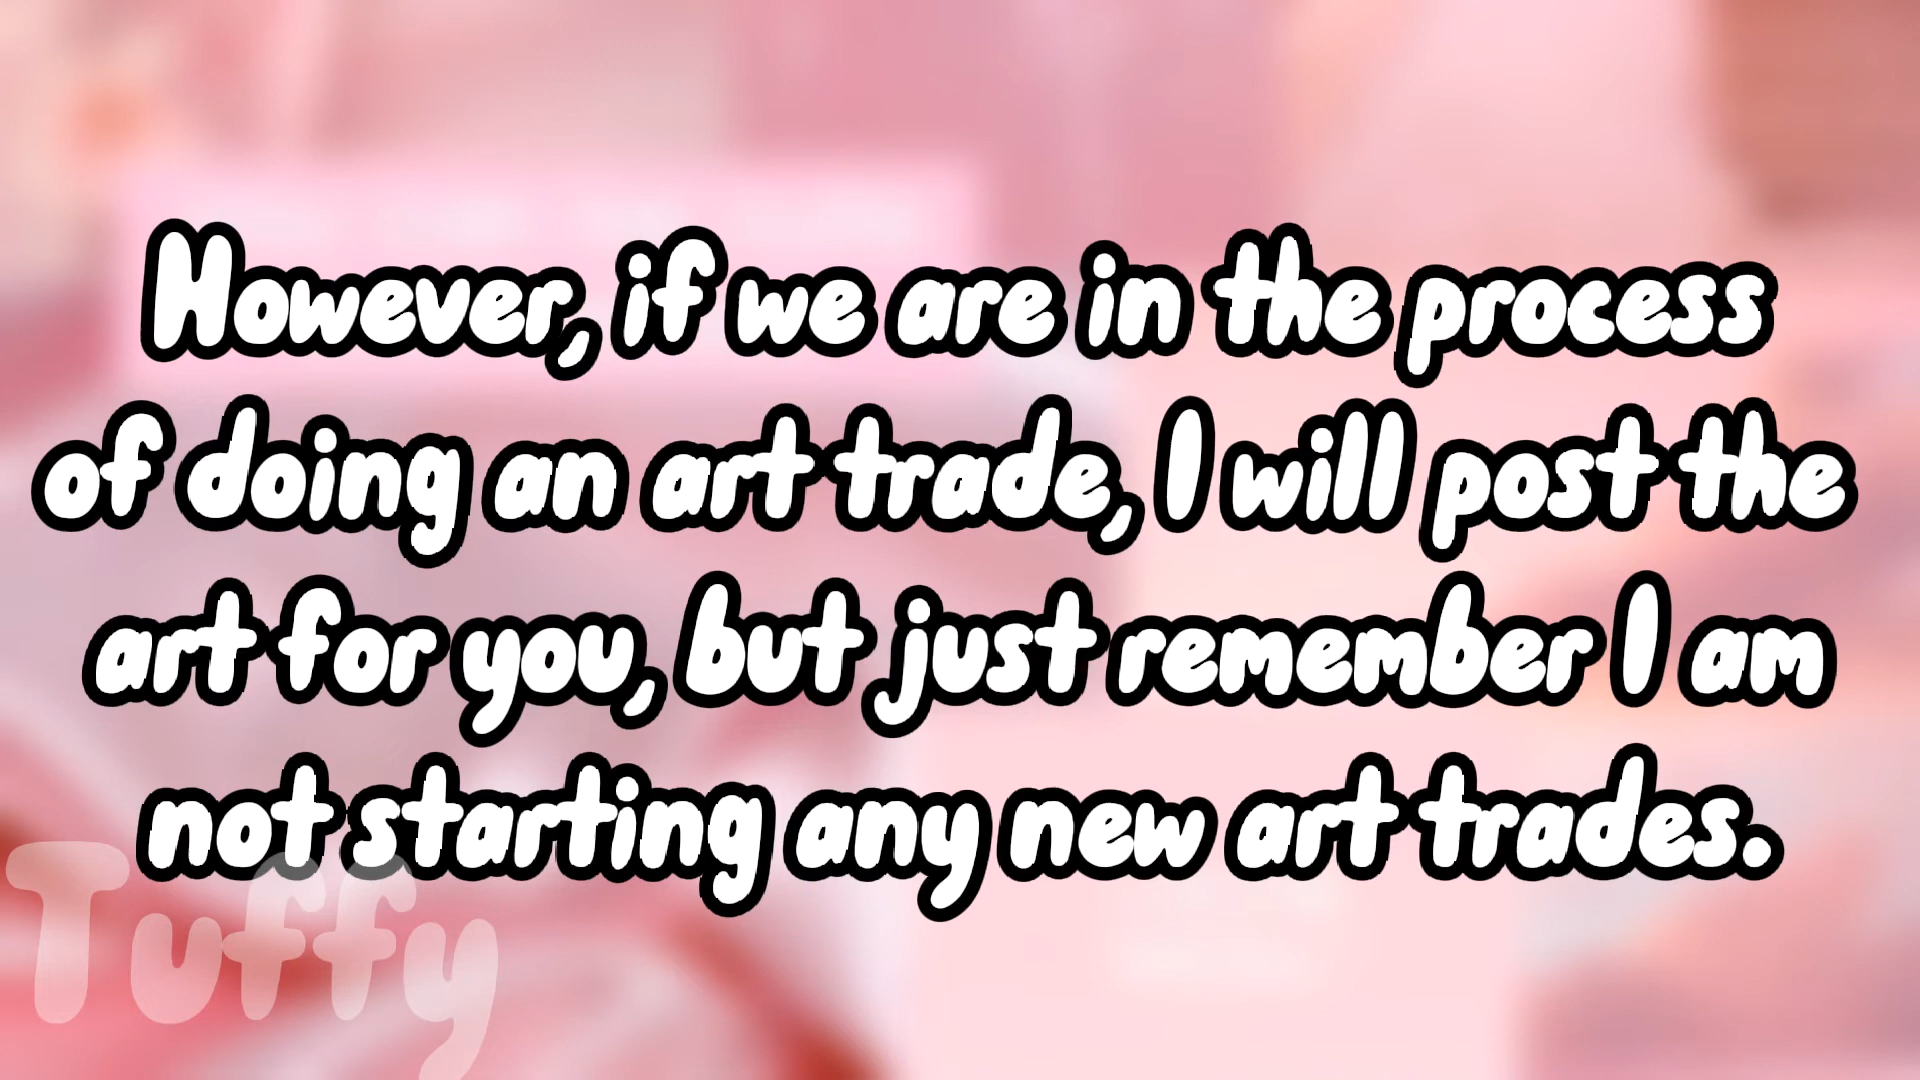 However, if we are in the process
of doing an art trade, I will post the
art for you, but just remember I am
not starting any new art trades.
Tuffy